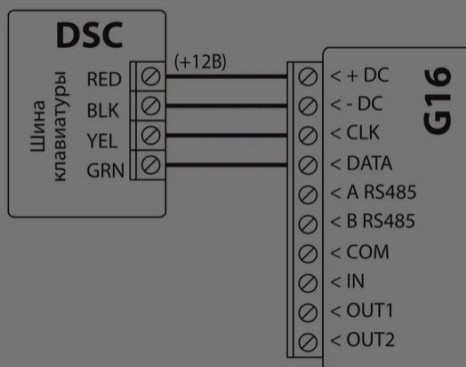 DSC
Шина
клавиатуры
RED
BLK
YEL
GRN
(+12В)
G16
< + DC
< - DC
< CLK
< DATA
< A RS485
< B RS485
< COM
< IN
< OUT1
< OUT2